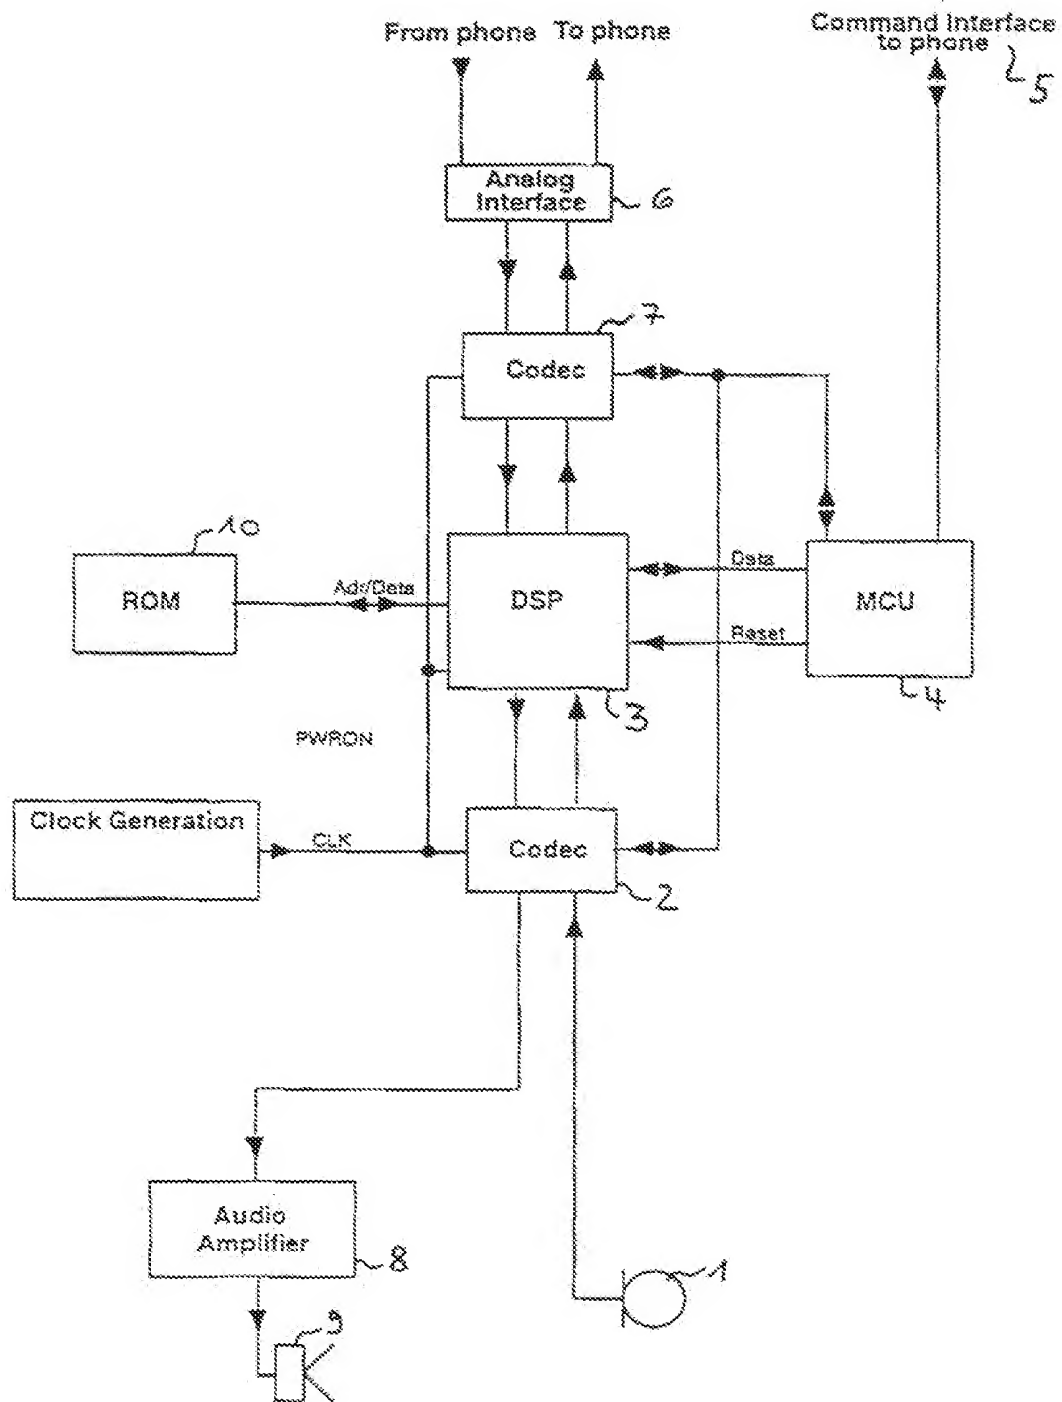 From phone To phone
Command Interface
to phone
5
Analog
Interface
6
7
Codec
10
ROM
Adr/Data
DSP
Data
MCU
Reset
3
4
PWRON
Clock Generation
CLK
Codec
2
Audio
Amplifier
8
1
9